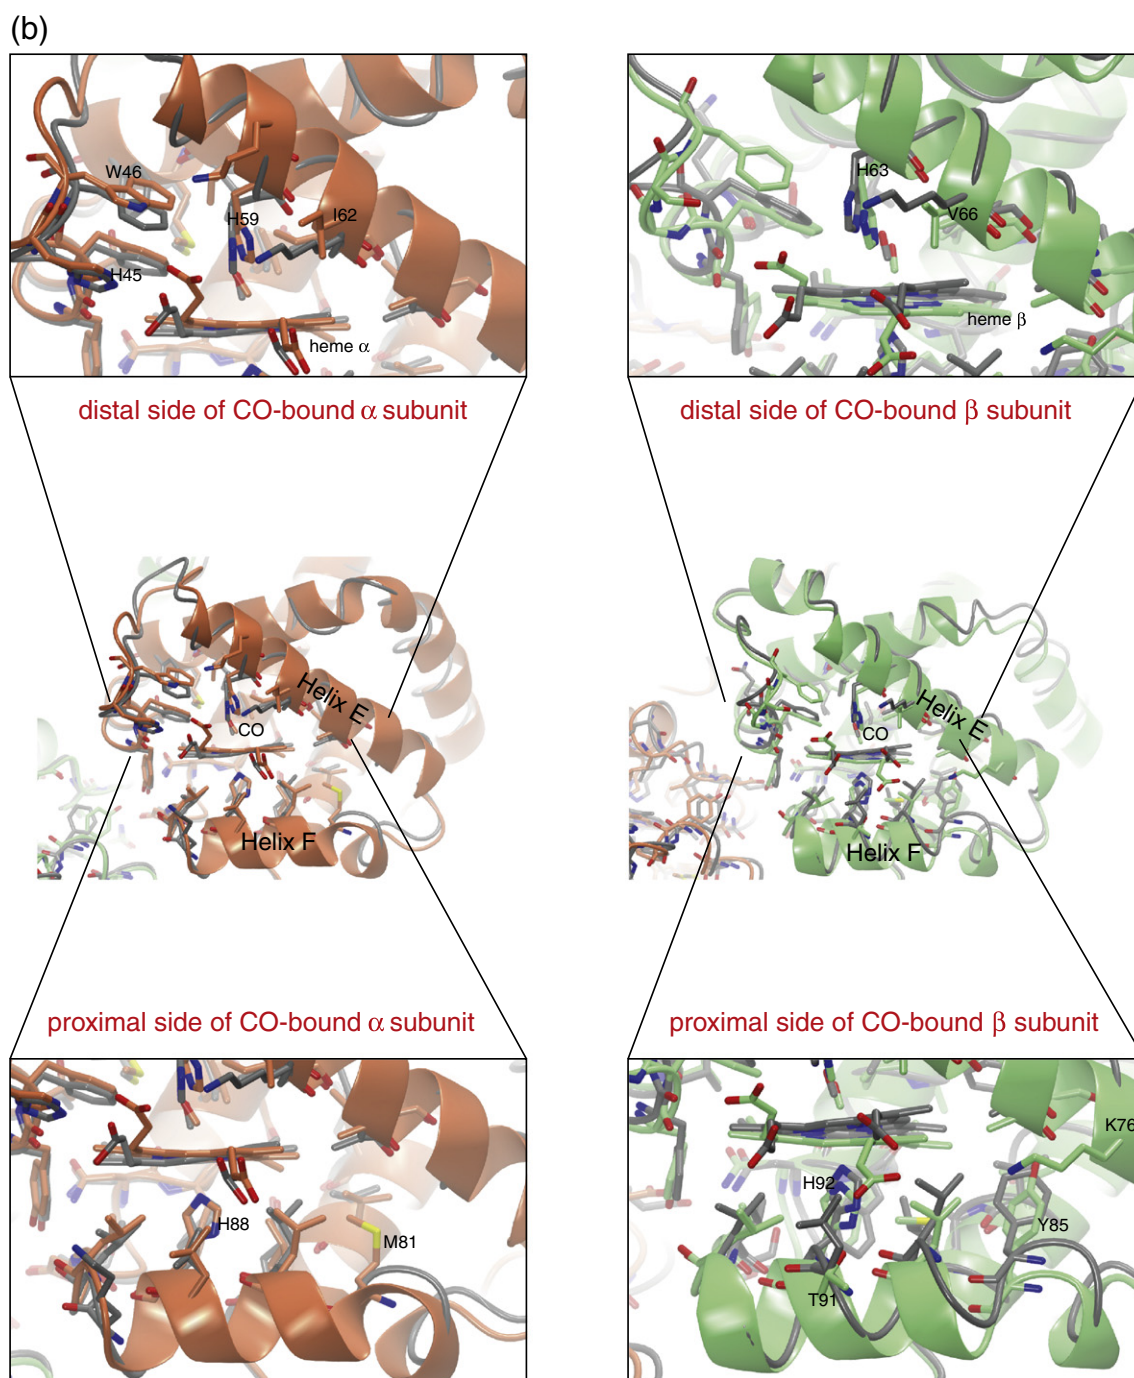 (b)
W46
H59
I62
H45
heme α
H63
V66
heme β
distal side of CO-bound α subunit
distal side of CO-bound β subunit
Helix E
CO
Helix F
Helix E
CO
Helix F
proximal side of CO-bound α subunit
proximal side of CO-bound β subunit
H88
M81
K76
H92
Y85
T91